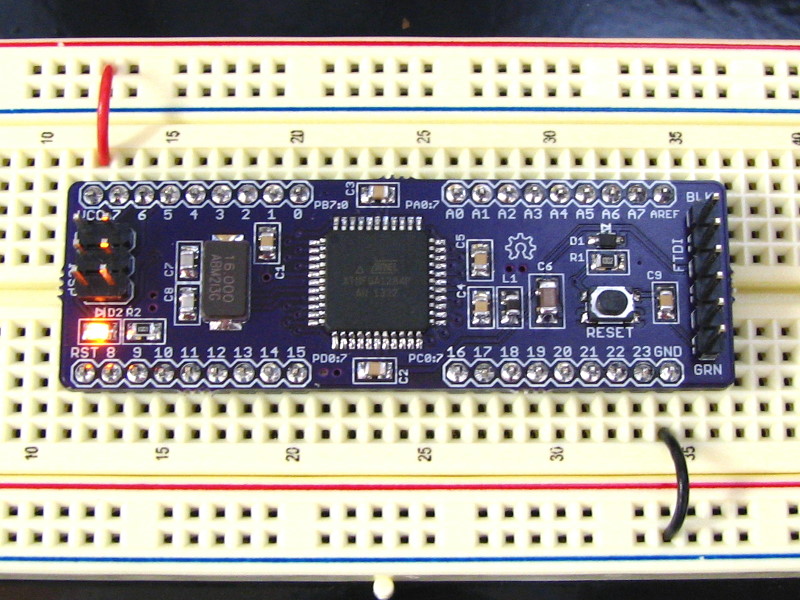 10 15 20 25 30 35 40
VCC 7 6 5 4 3 2 1 0 PB7:0 C3 PA0:7 A0 A1 A2 A3 A4 A5 A6 A7 AREF BLK
C7 C1 C5 D1 FTDI
16.000
ABM213G
R1
C8 C4 L1 C6 C9
D2 R2 RESET
RST 8 9 10 11 12 13 14 15 PD0:7 C2 PC0:7 16 17 18 19 20 21 22 23 GND GRN
10 15 20 25 30 35